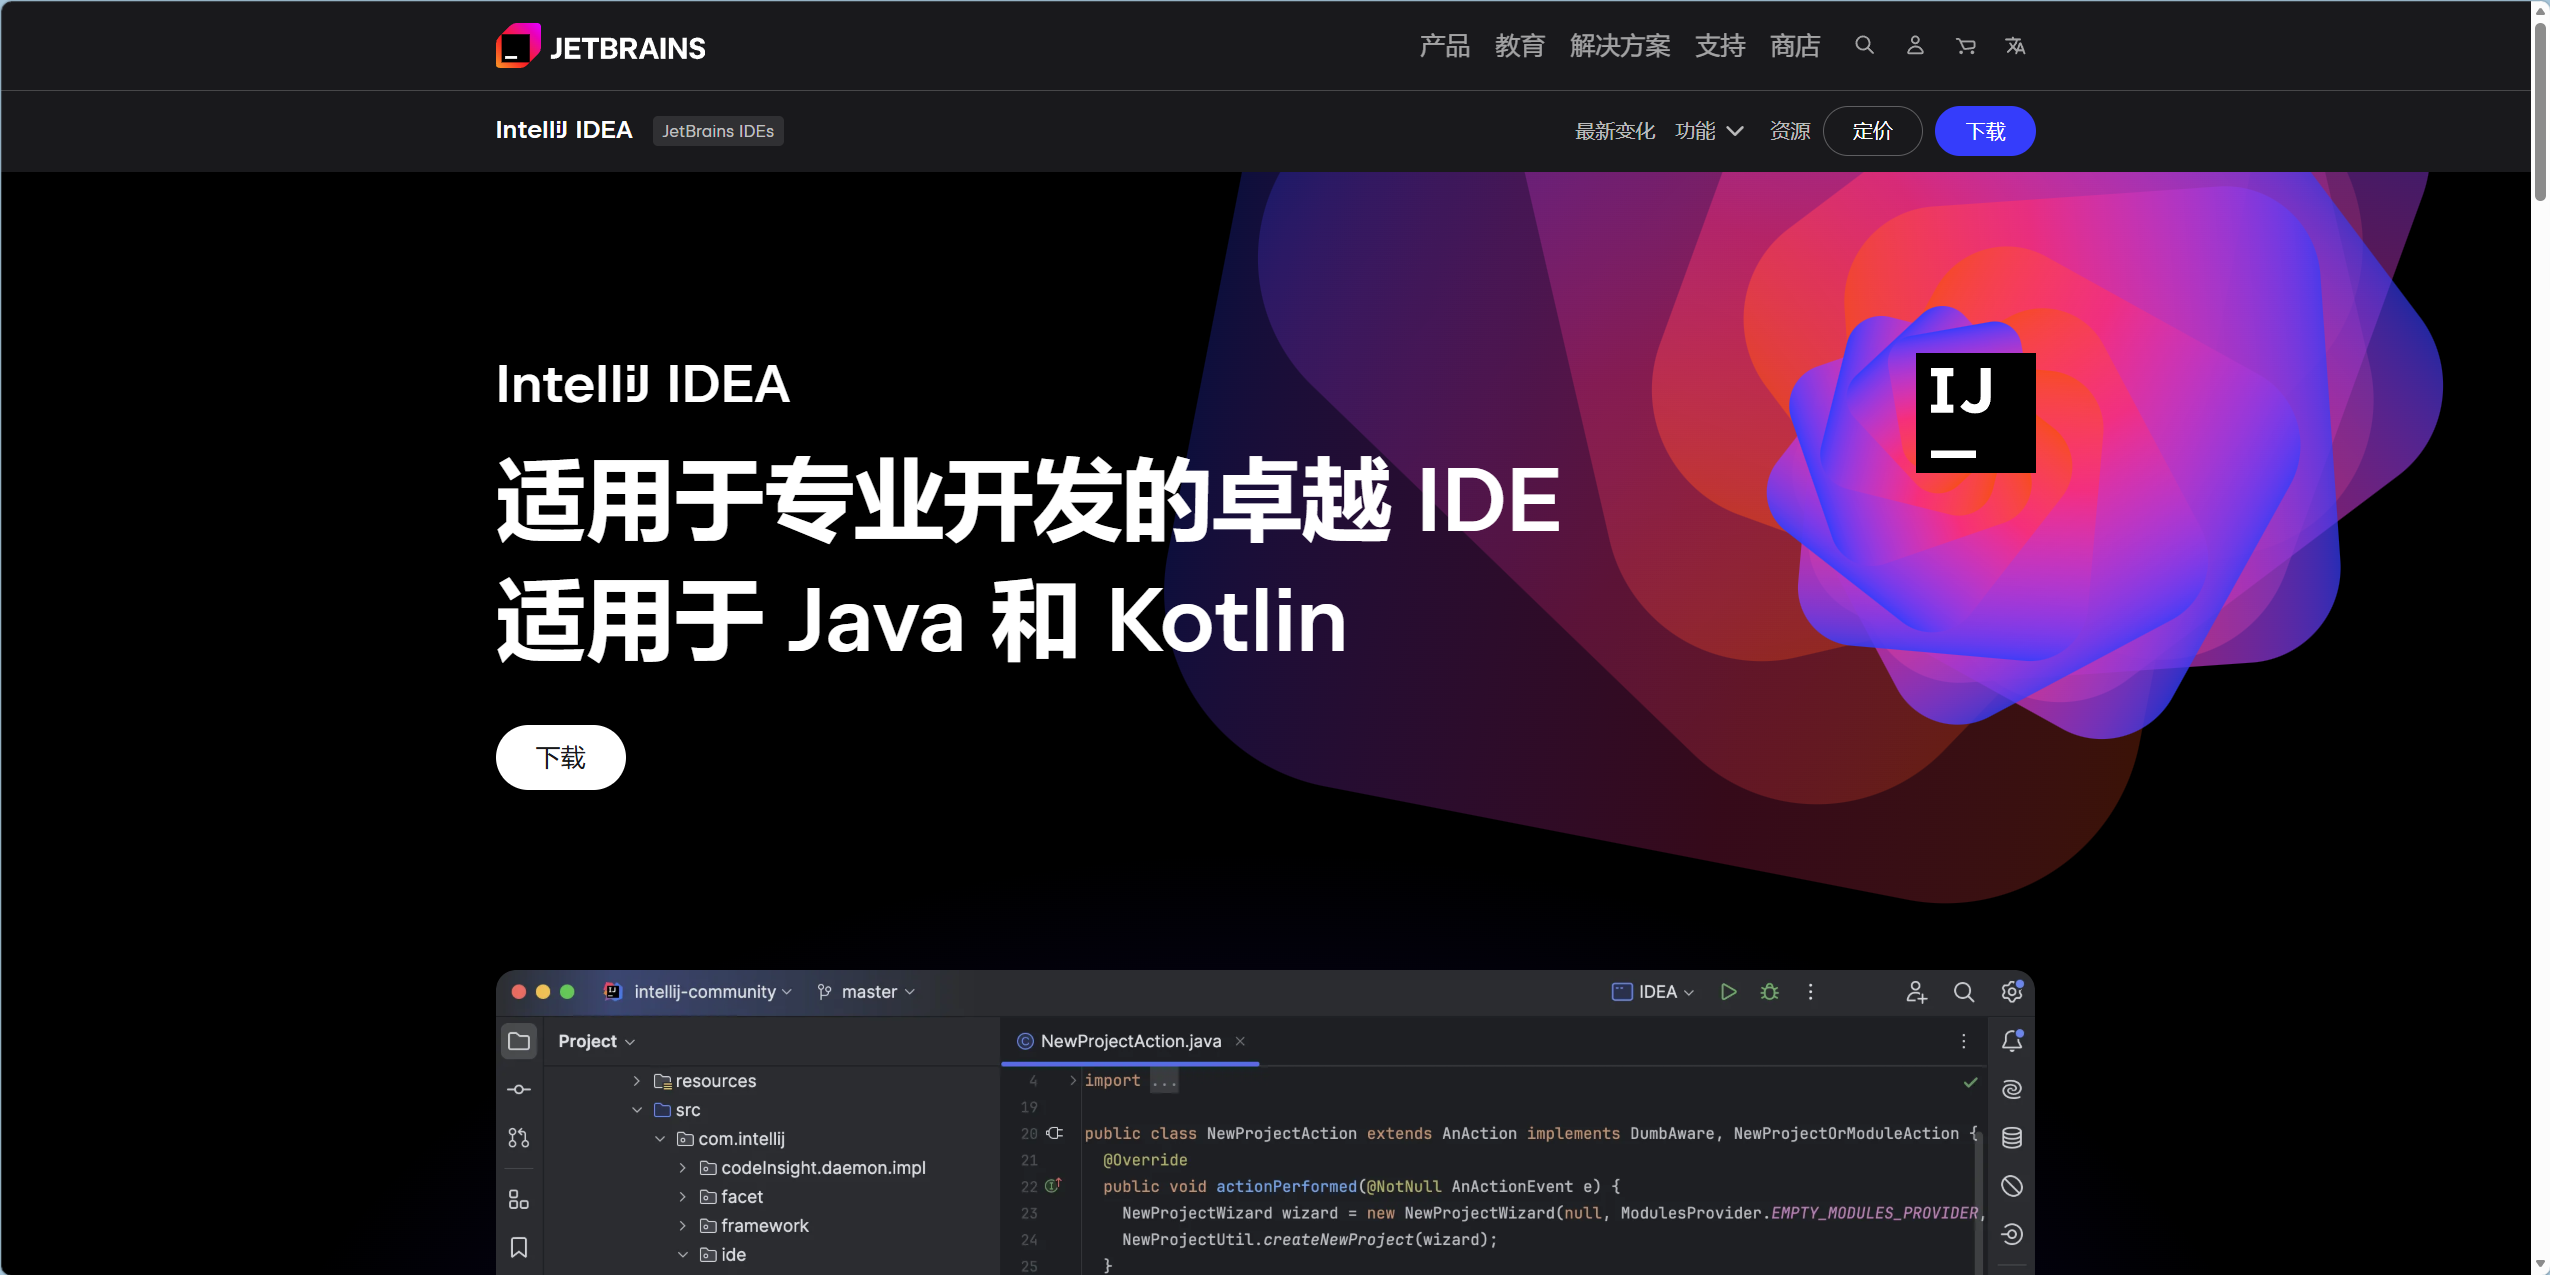 JETBRAINS
产品 教育 解决方案 支持 商店
IntelliJ IDEA JetBrains IDEs
最新变化 功能 资源 定价 下载
IntelliJ IDEA
适用于专业开发的卓越 IDE
适用于 Java 和 Kotlin
IJ
下载
IJ intellij-community master IDEA
Project
resources
src
com.intellij
codeInsight.daemon.impl
facet
framework
ide
NewProjectAction.java
4 import ...
19
20 public class NewProjectAction extends AnAction implements DumbAware, NewProjectOrModuleAction {
21 @Override
22 public void actionPerformed(@NotNull AnActionEvent e) {
23 NewProjectWizard wizard = new NewProjectWizard(null, ModulesProvider.EMPTY_MODULES_PROVIDER,
24 NewProjectUtil.createNewProject(wizard);
25 }